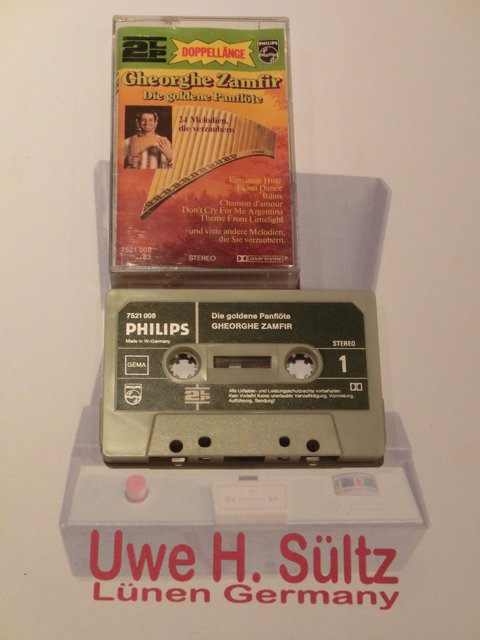 2LP
DOPPELLÄNGE
PHILIPS
Gheorghe Zamfir
Die goldene Panflöte
24 Melodien,
die verzaubern
Einsamer Hirte
Floral Dance
Bilitis
Chanson d'amour
Don't Cry For Me Argentina
Theme From Limelight
und viele andere Melodien,
die Sie verzaubern.
7521 008
STEREO
DOLBY SYSTEM
7521 008
PHILIPS
Made in W-Germany
Die goldene Panflöte
GHEORGHE ZAMFIR
STEREO
1
GEMA
2LP
Alle Urheber- und Leistungsschutzrechte vorbehalten.
Kein Verleih! Keine unerlaubte Vervielfältigung, Vermietung,
Aufführung, Sendung!
Uwe H. Sültz
Lünen Germany